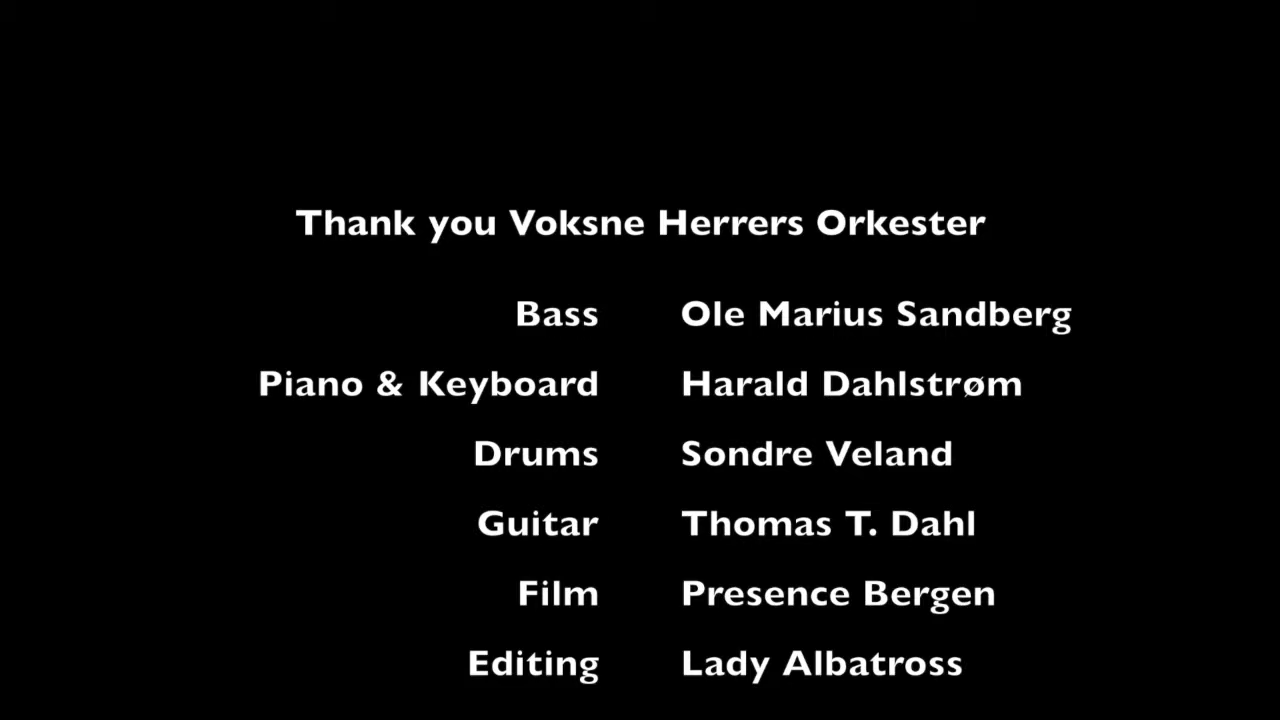 Thank you Voksne Herrers Orkester
Bass Ole Marius Sandberg
Piano & Keyboard Harald Dahlstrøm
Drums Sondre Veland
Guitar Thomas T. Dahl
Film Presence Bergen
Editing Lady Albatross